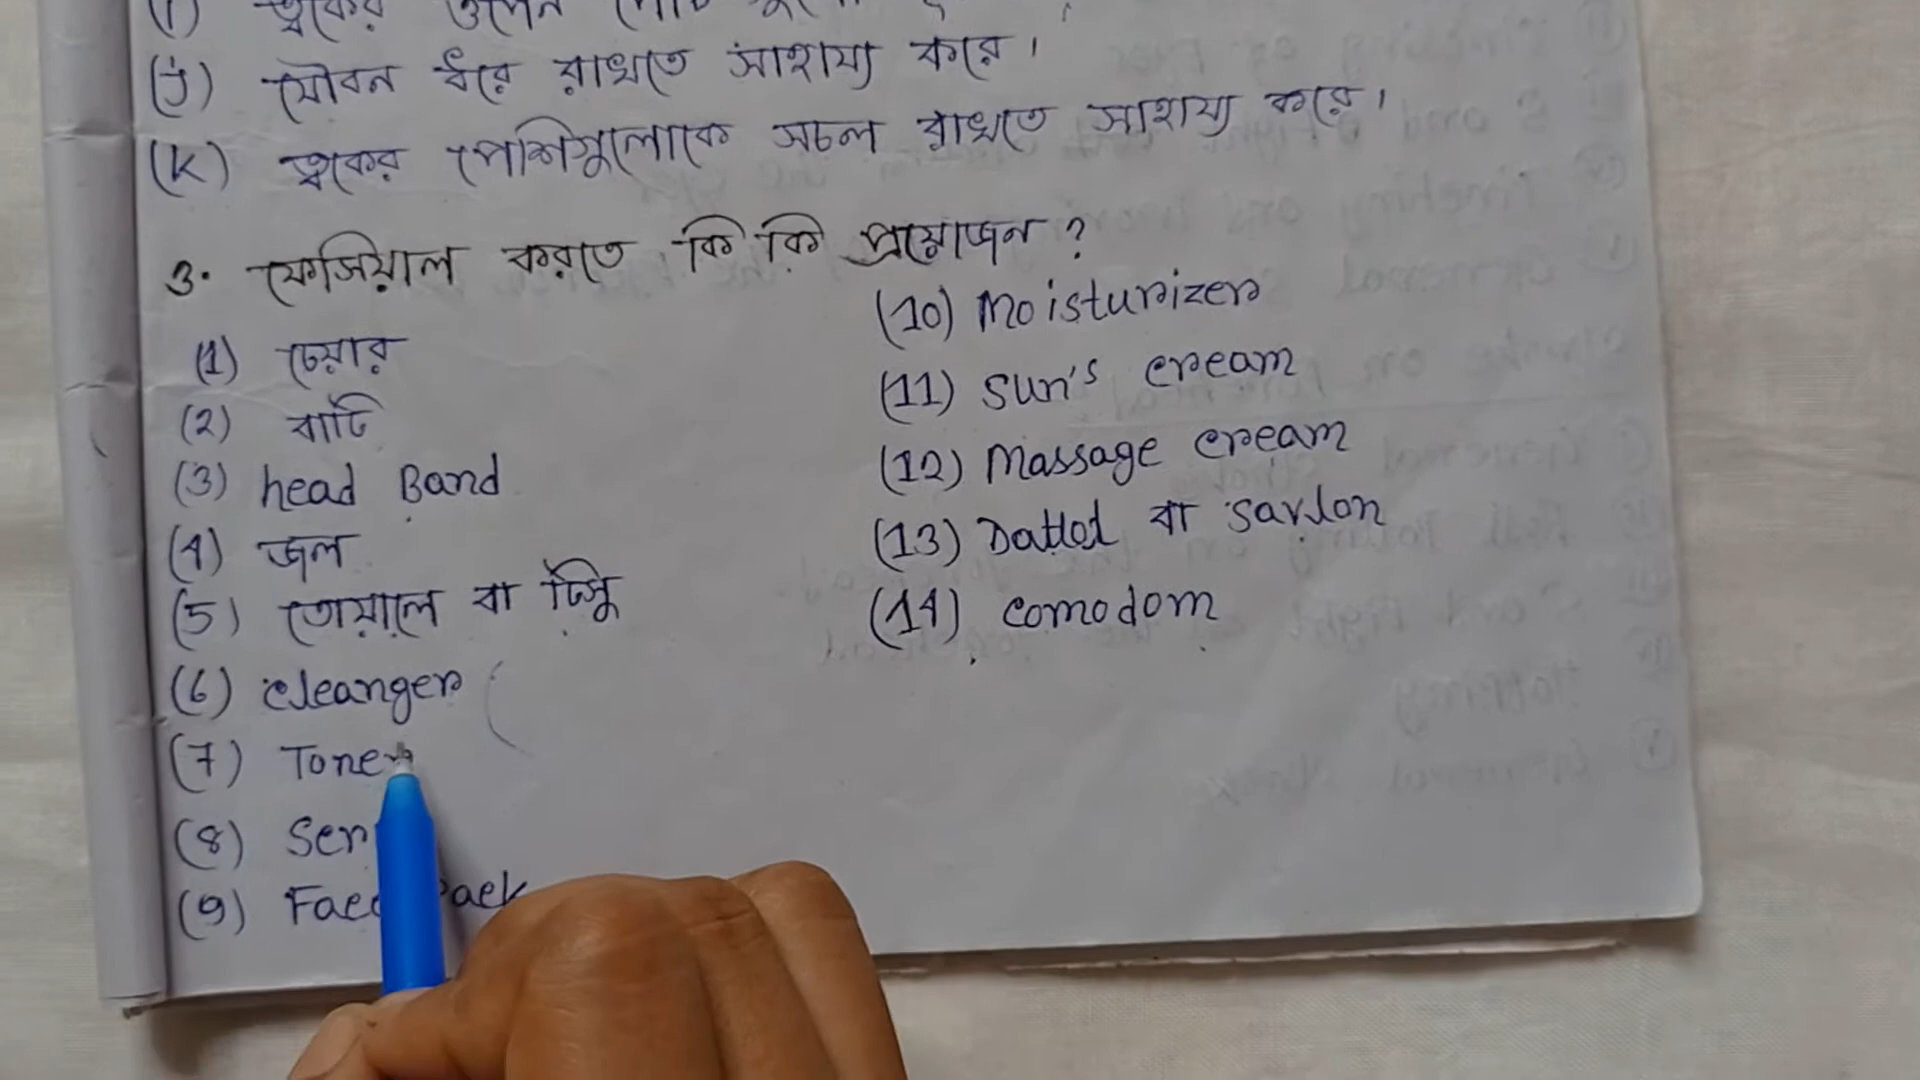 (j) যৌবন ধরে রাখতে সাহায্য করে।
(k) ত্বকের পেশিগুলোকে সচল রাখতে সাহায্য করে।
3. ফেসিয়াল করতে কি কি প্রয়োজন?
(1) চেয়ার
(2) বাটি
(3) head Band
(4) জল
(5) তোয়ালে বা টিসু
(6) cleanger
(7) Toner
(8) Ser
(9) Face Pack
(10) Moisturizer
(11) Sun's cream
(12) Massage cream
(13) Dattol বা Savlon
(14) comodom